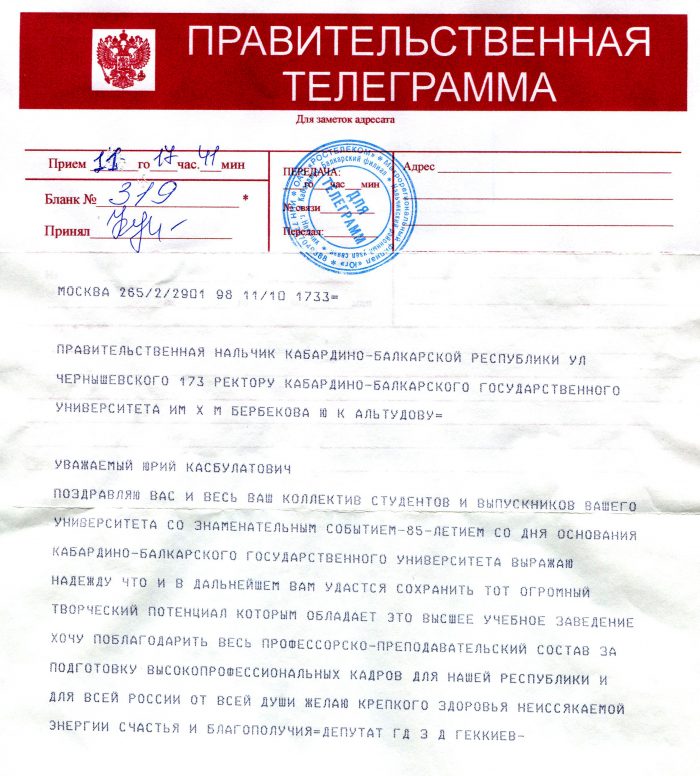 ПРАВИТЕЛЬСТВЕННАЯ
ТЕЛЕГРАММА
Для заметок адресата
Прием 11 го 17 час. 41 мин
Бланк № 319 *
Принял
ПЕРЕДАЧА:
го час мин
№ связи
Передал:
Адрес
ДЛЯ
ТЕЛЕГРАММ
МОСКВА 265/2/2901 98 11/10 1733=
ПРАВИТЕЛЬСТВЕННАЯ НАЛЬЧИК КАБАРДИНО-БАЛКАРСКОЙ РЕСПУБЛИКИ УЛ
ЧЕРНЫШЕВСКОГО 173 РЕКТОРУ КАБАРДИНО-БАЛКАРСКОГО ГОСУДАРСТВЕННОГО
УНИВЕРСИТЕТА ИМ Х М БЕРБЕКОВА Ю К АЛЬТУДОВУ=
УВАЖАЕМЫЙ ЮРИЙ КАСБУЛАТОВИЧ
ПОЗДРАВЛЯЮ ВАС И ВЕСЬ ВАШ КОЛЛЕКТИВ СТУДЕНТОВ И ВЫПУСКНИКОВ ВАШЕГО
УНИВЕРСИТЕТА СО ЗНАМЕНАТЕЛЬНЫМ СОБЫТИЕМ-85-ЛЕТИЕМ СО ДНЯ ОСНОВАНИЯ
КАБАРДИНО-БАЛКАРСКОГО ГОСУДАРСТВЕННОГО УНИВЕРСИТЕТА ВЫРАЖАЮ
НАДЕЖДУ ЧТО И В ДАЛЬНЕЙШЕМ ВАМ УДАСТСЯ СОХРАНИТЬ ТОТ ОГРОМНЫЙ
ТВОРЧЕСКИЙ ПОТЕНЦИАЛ КОТОРЫМ ОБЛАДАЕТ ЭТО ВЫСШЕЕ УЧЕБНОЕ ЗАВЕДЕНИЕ
ХОЧУ ПОБЛАГОДАРИТЬ ВЕСЬ ПРОФЕССОРСКО-ПРЕПОДАВАТЕЛЬСКИЙ СОСТАВ ЗА
ПОДГОТОВКУ ВЫСОКОПРОФЕССИОНАЛЬНЫХ КАДРОВ ДЛЯ НАШЕЙ РЕСПУБЛИКИ И
ДЛЯ ВСЕЙ РОССИИ ОТ ВСЕЙ ДУШИ ЖЕЛАЮ КРЕПКОГО ЗДОРОВЬЯ НЕИССЯКАЕМОЙ
ЭНЕРГИИ СЧАСТЬЯ И БЛАГОПОЛУЧИЯ=ДЕПУТАТ ГД З Д ГЕККИЕВ-